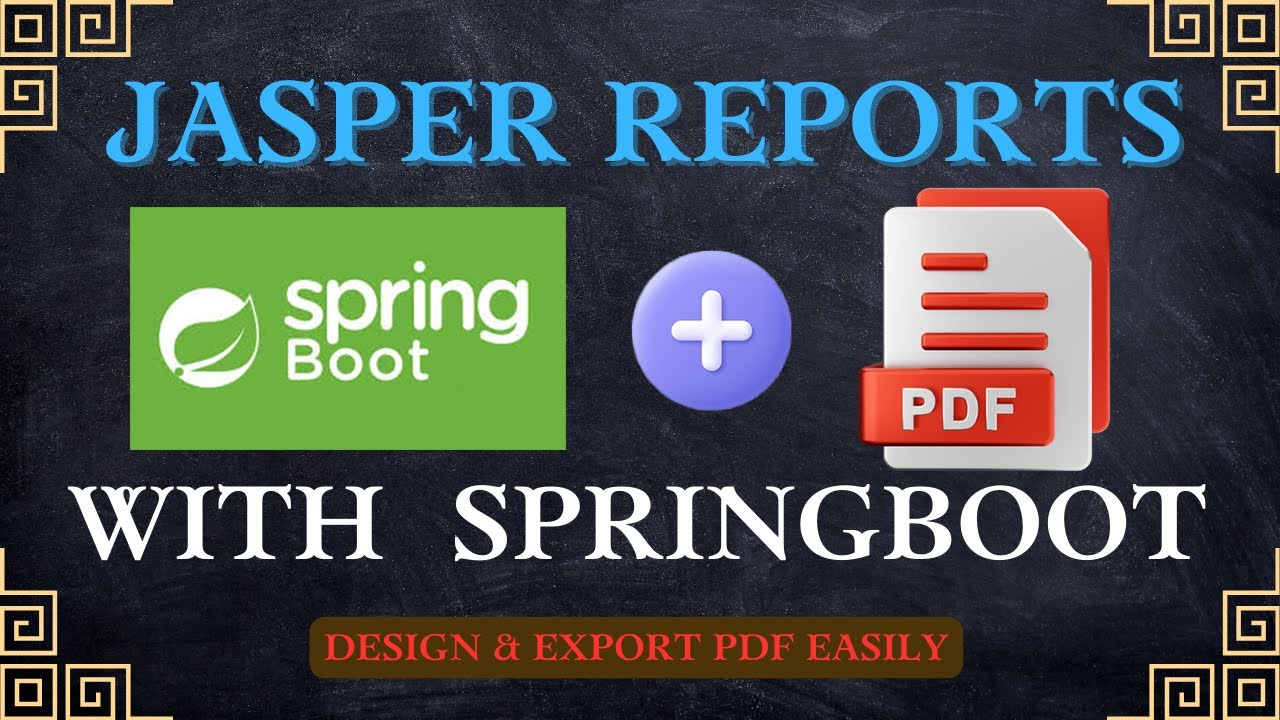 JASPER REPORTS
spring
Boot
PDF
WITH SPRINGBOOT
DESIGN & EXPORT PDF EASILY